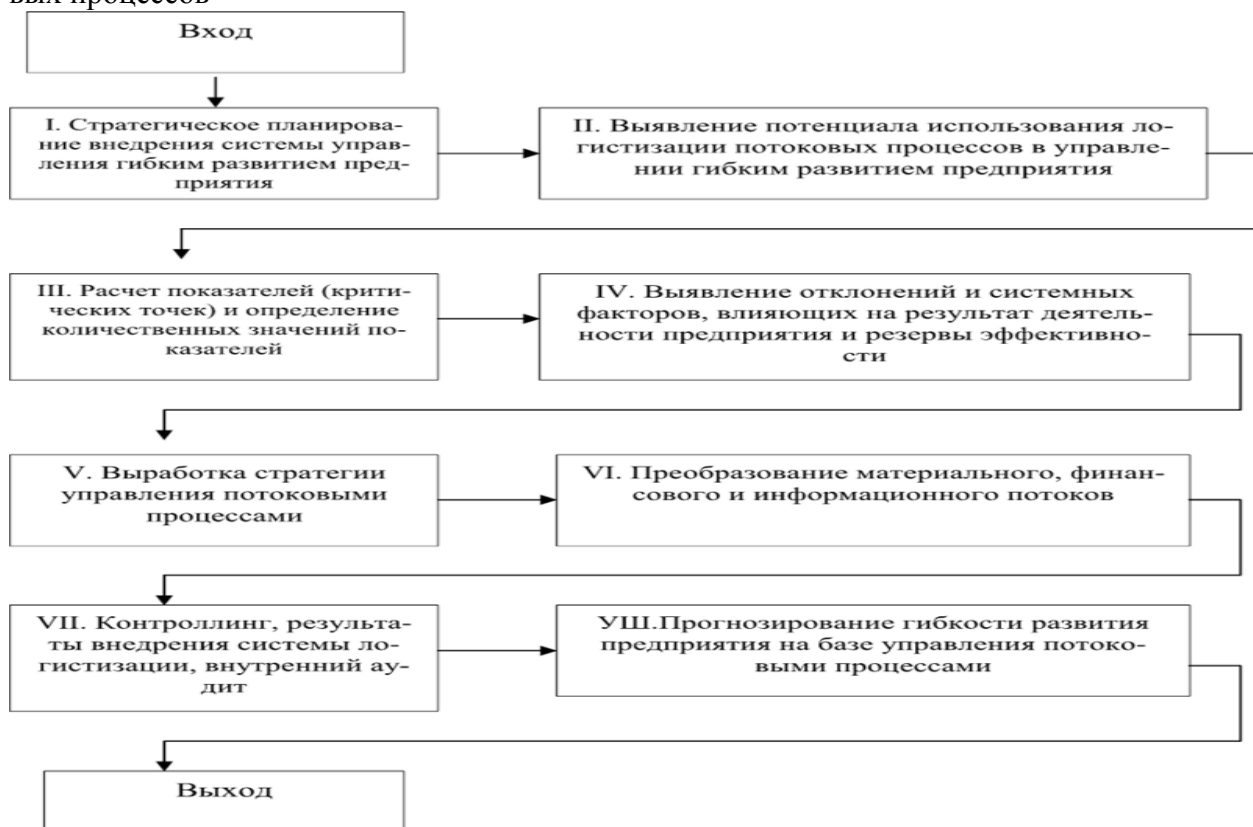 вых процессов
Вход
I. Стратегическое планирова-
ние внедрения системы управ-
ления гибким развитием пред-
приятия
II. Выявление потенциала использования ло-
гистизации потоковых процессов в управле-
нии гибким развитием предприятия
III. Расчет показателей (крити-
ческих точек) и определение
количественных значений по-
казателей
IV. Выявление отклонений и системных
факторов, влияющих на результат деятель-
ности предприятия и резервы эффективно-
сти
V. Выработка стратегии
управления потоковыми
процессами
VI. Преобразование материального, финан-
сового и информационного потоков
VII. Контроллинг, результа-
ты внедрения системы ло-
гистизации, внутренний ау-
дит
УШ.Прогнозирование гибкости развития
предприятия на базе управления потоко-
выми процессами
Выход